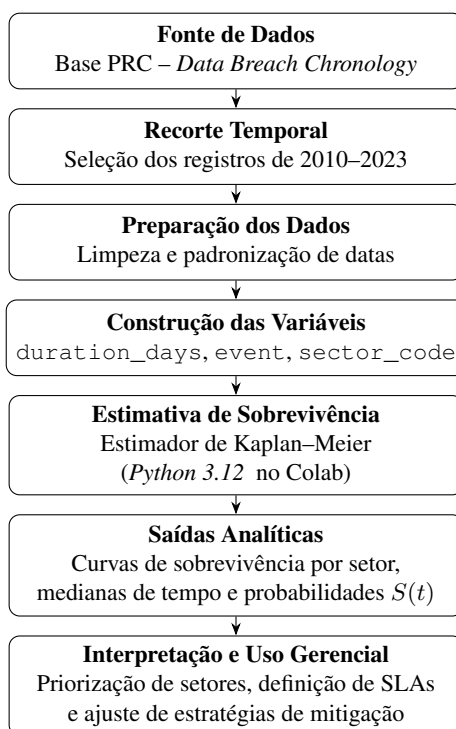 Fonte de Dados
Base PRC – Data Breach Chronology
Recorte Temporal
Seleção dos registros de 2010–2023
Preparação dos Dados
Limpeza e padronização de datas
Construção das Variáveis
duration_days, event, sector_code
Estimativa de Sobrevivência
Estimador de Kaplan–Meier
(Python 3.12 no Colab)
Saídas Analíticas
Curvas de sobrevivência por setor,
medianas de tempo e probabilidades S(t)
Interpretação e Uso Gerencial
Priorização de setores, definição de SLAs
e ajuste de estratégias de mitigação